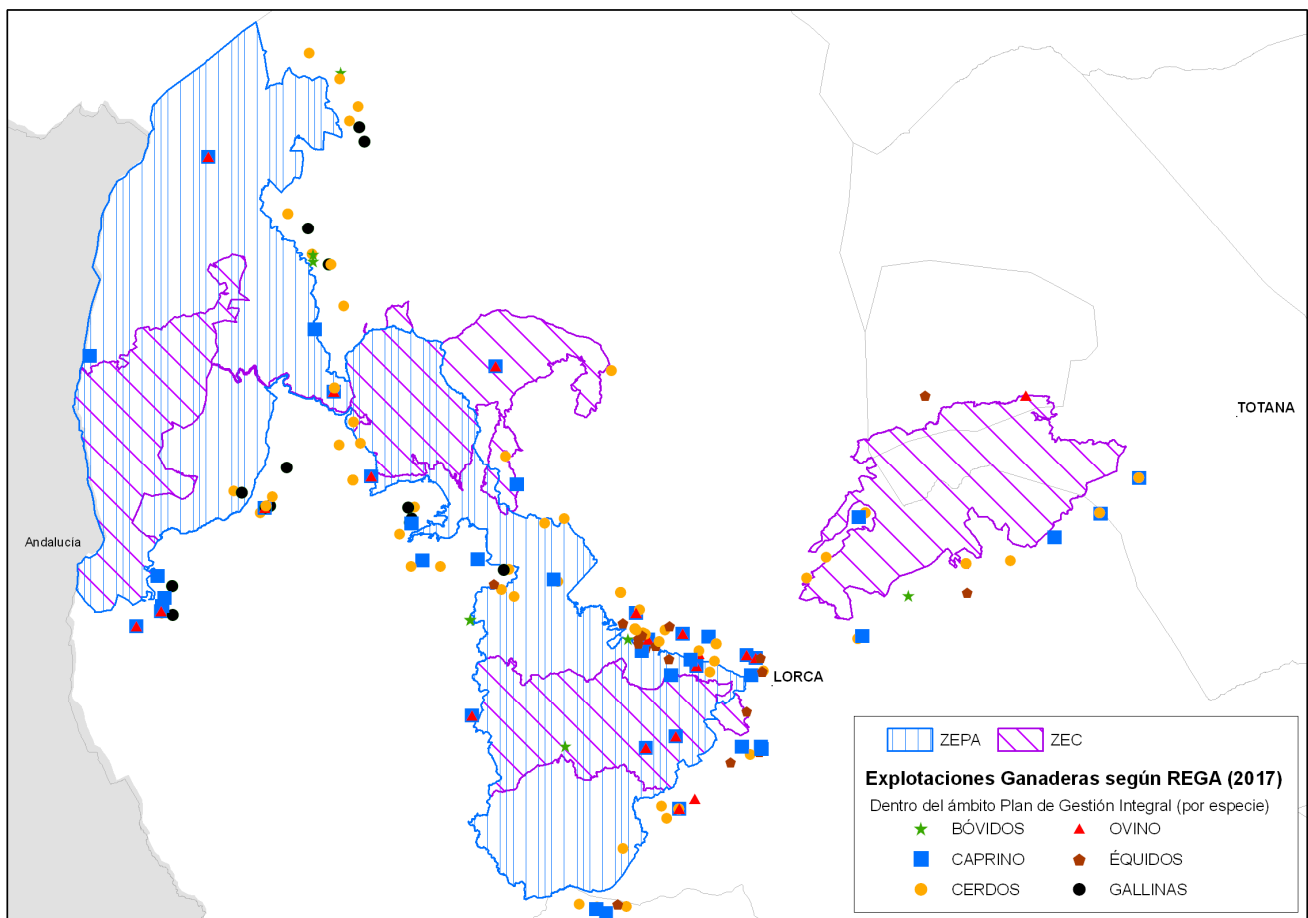 TOTANA
Andalucia
LORCA
ZEPA ZEC
Explotaciones Ganaderas según REGA (2017)
Dentro del ámbito Plan de Gestión Integral (por especie)
BÓVIDOS OVINO
CAPRINO ÉQUIDOS
CERDOS GALLINAS